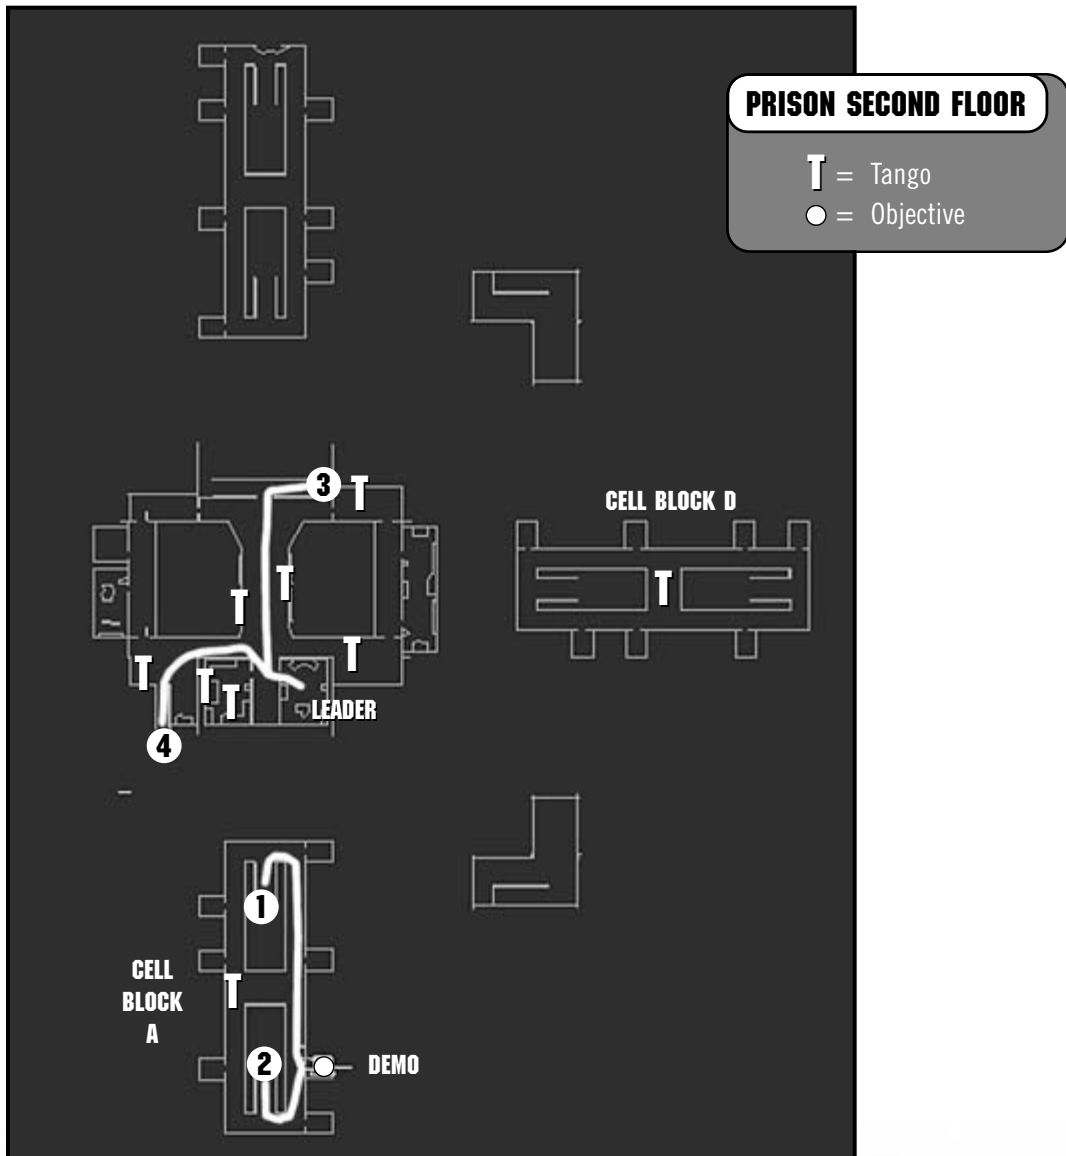 PRISON SECOND FLOOR
T = Tango
= Objective
3
T
CELL BLOCK D
T
T
T
T
T
T
T
LEADER
4
1
CELL
BLOCK
A
T
2
DEMO